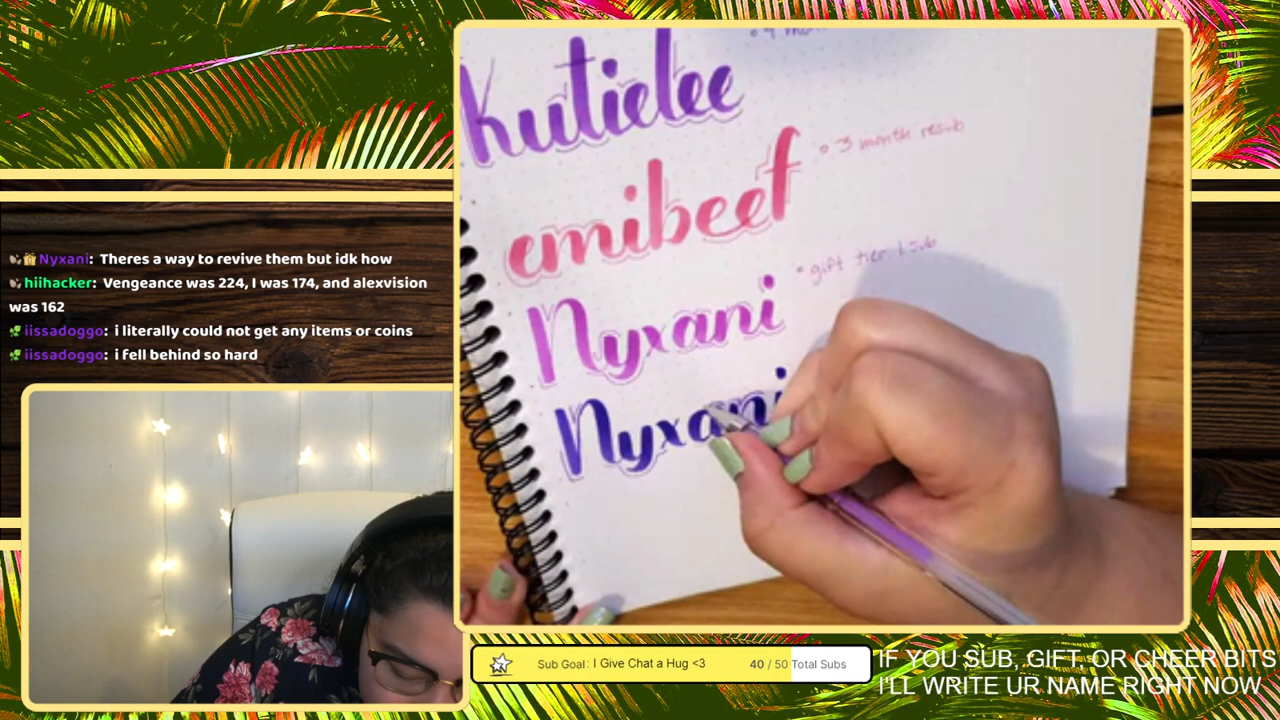 Kutielee
emibeef
° 3 month resub
Nyxani
° gift tier 1 sub
Nyxani
Nyxani: Theres a way to revive them but idk how
hiihacker: Vengeance was 224, I was 174, and alexvision
was 162
iissadoggo: i literally could not get any items or coins
iissadoggo: i fell behind so hard
Sub Goal: I Give Chat a Hug <3 40 / 50 Total Subs
IF YOU SUB, GIFT, OR CHEER BITS
I'LL WRITE UR NAME RIGHT NOW